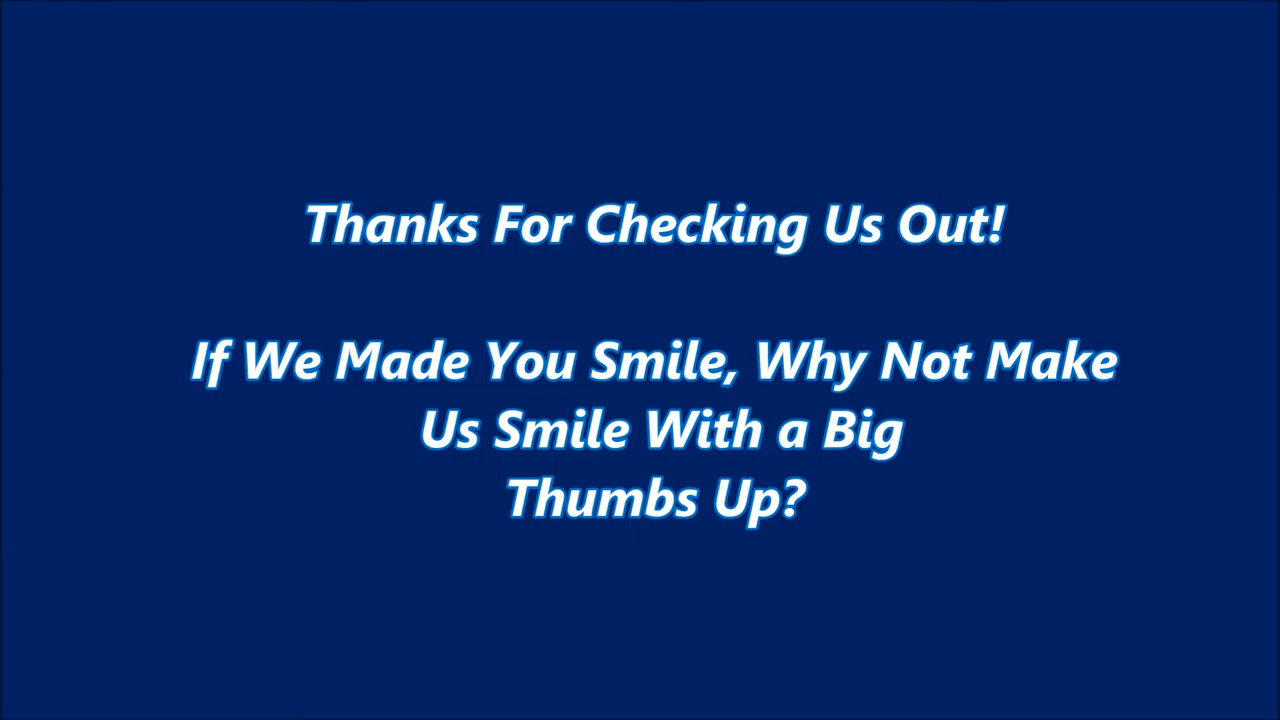 Thanks For Checking Us Out!
If We Made You Smile, Why Not Make
Us Smile With a Big
Thumbs Up?